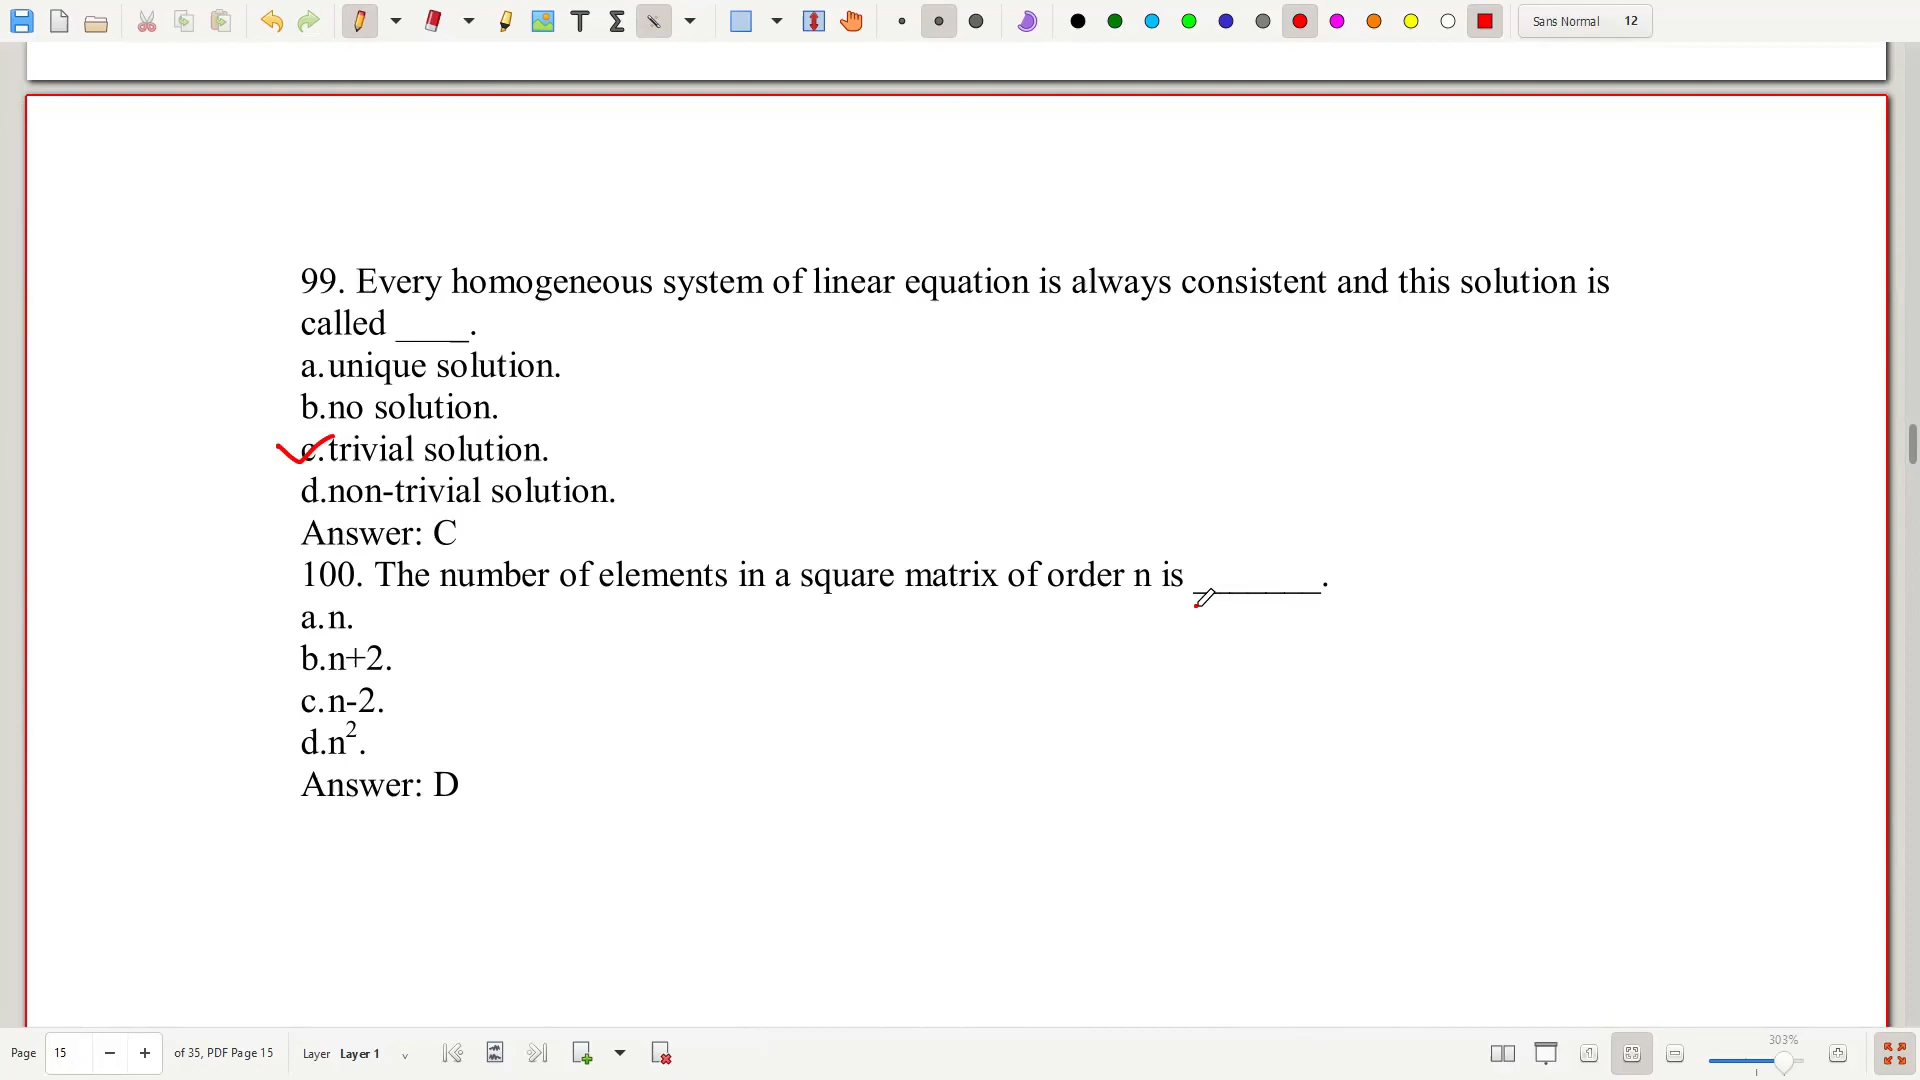 Sans Normal 12
99. Every homogeneous system of linear equation is always consistent and this solution is
called ____.
a.unique solution.
b.no solution.
c.trivial solution.
d.non-trivial solution.
Answer: C
100. The number of elements in a square matrix of order n is _______.
a.n.
b.n+2.
c.n-2.
d.n².
Answer: D
Page 15 of 35, PDF Page 15 Layer Layer 1 303%